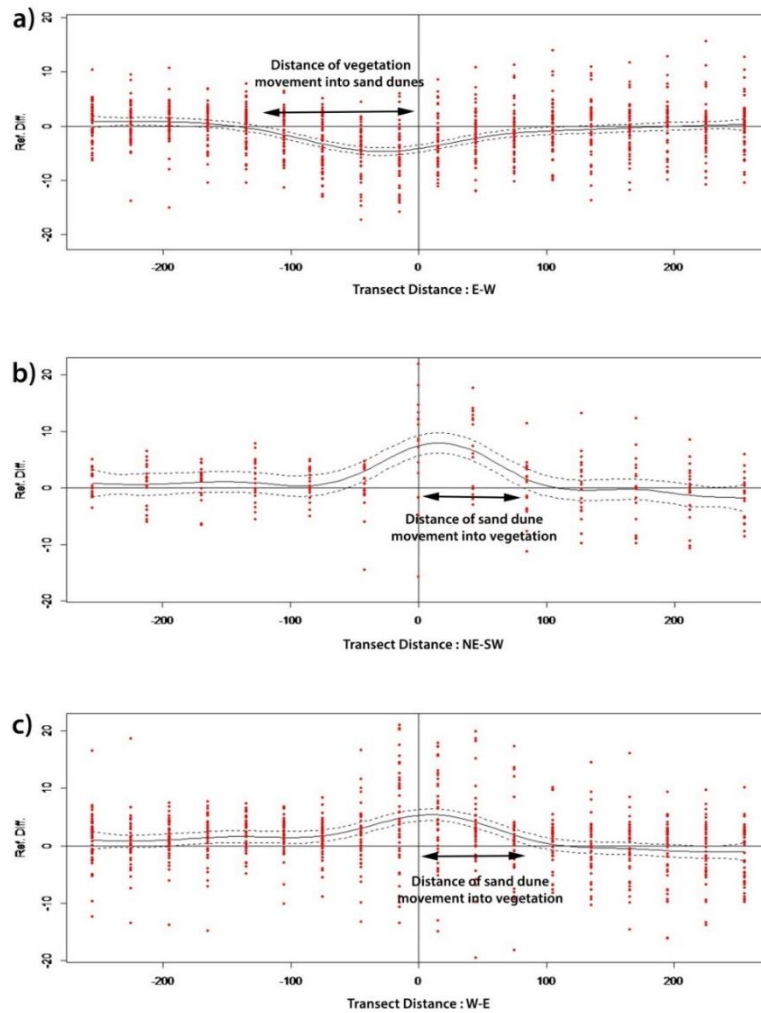 a)
20
10
0
-10
-20
Ref. Diff.
Distance of vegetation
movement into sand dunes
-200
-100
0
100
200
Transect Distance : E-W
b)
20
10
0
-10
-20
Ref. Diff.
Distance of sand dune
movement into vegetation
-200
-100
0
100
200
Transect Distance : NE-SW
c)
20
10
0
-10
-20
Ref. Diff.
Distance of sand dune
movement into vegetation
-200
-100
0
100
200
Transect Distance : W-E